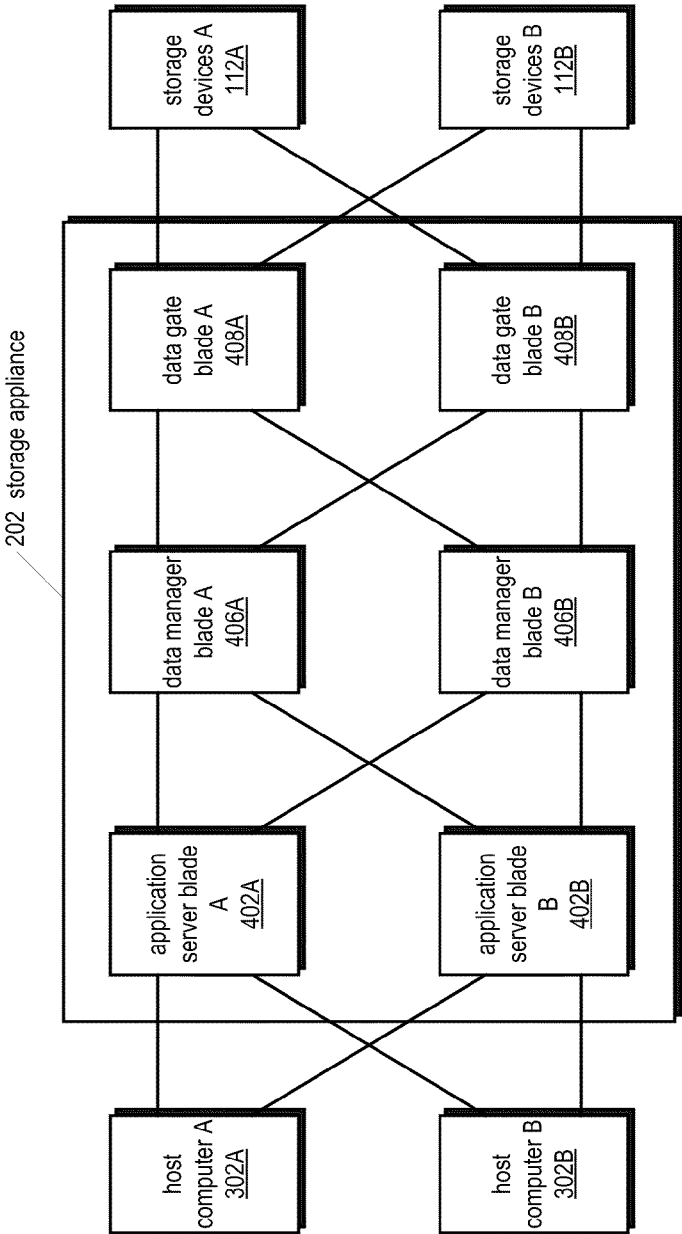 202 storage appliance
host
computer A
302A
application
server blade
A
402A
data manager
blade A
406A
data gate
blade A
408A
storage
devices A
112A
host
computer B
302B
application
server blade
B
402B
data manager
blade B
406B
data gate
blade B
408B
storage
devices B
112B